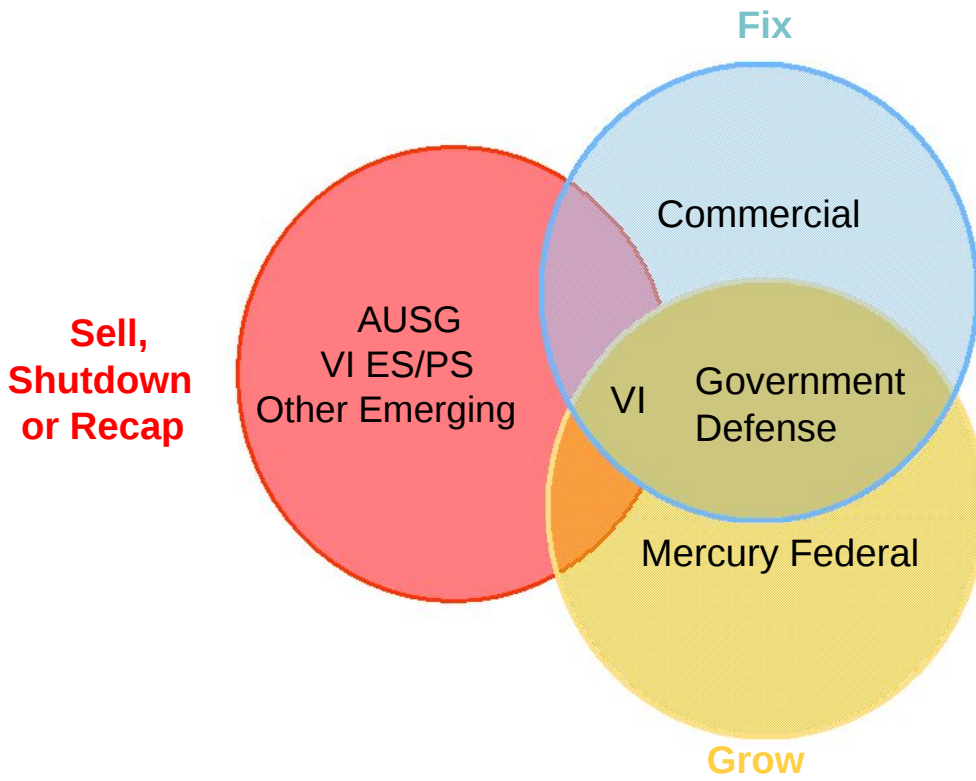 Fix
Commercial
Sell,
Shutdown
or Recap
AUSG
VI ES/PS
Other Emerging
VI
Government
Defense
Mercury Federal
Grow